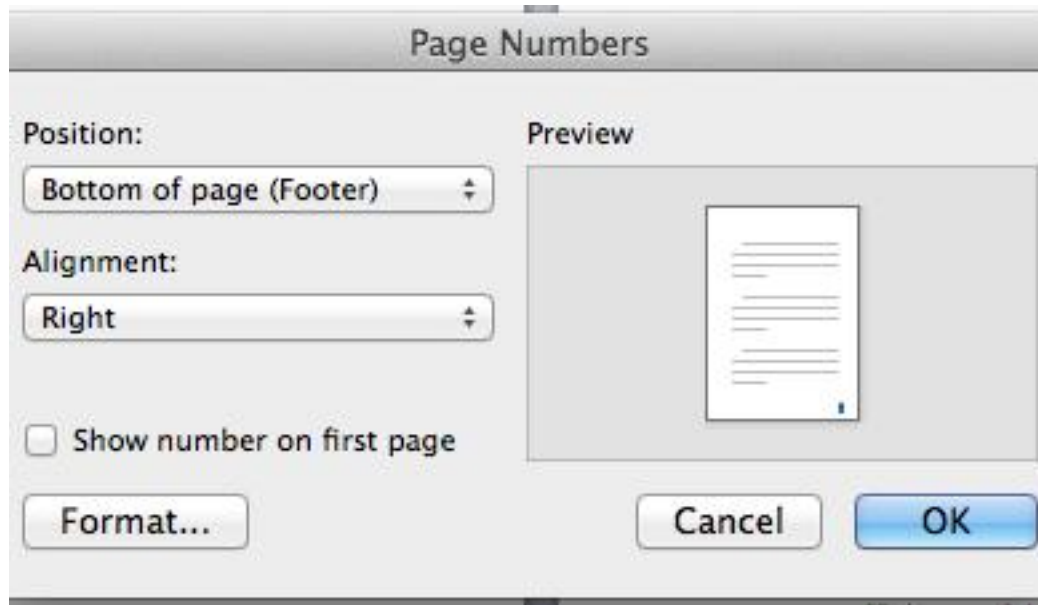 Page Numbers
Position:
Preview
Bottom of page (Footer)
Alignment:
Right
Show number on first page
Format...
Cancel
OK